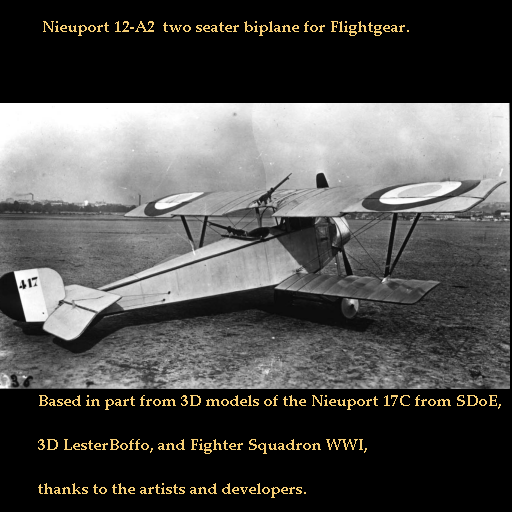 Nieuport 12-A2 two seater biplane for Flightgear.
417
Based in part from 3D models of the Nieuport 17C from SDoE,
3D LesterBoffo, and Fighter Squadron WWI,
thanks to the artists and developers.